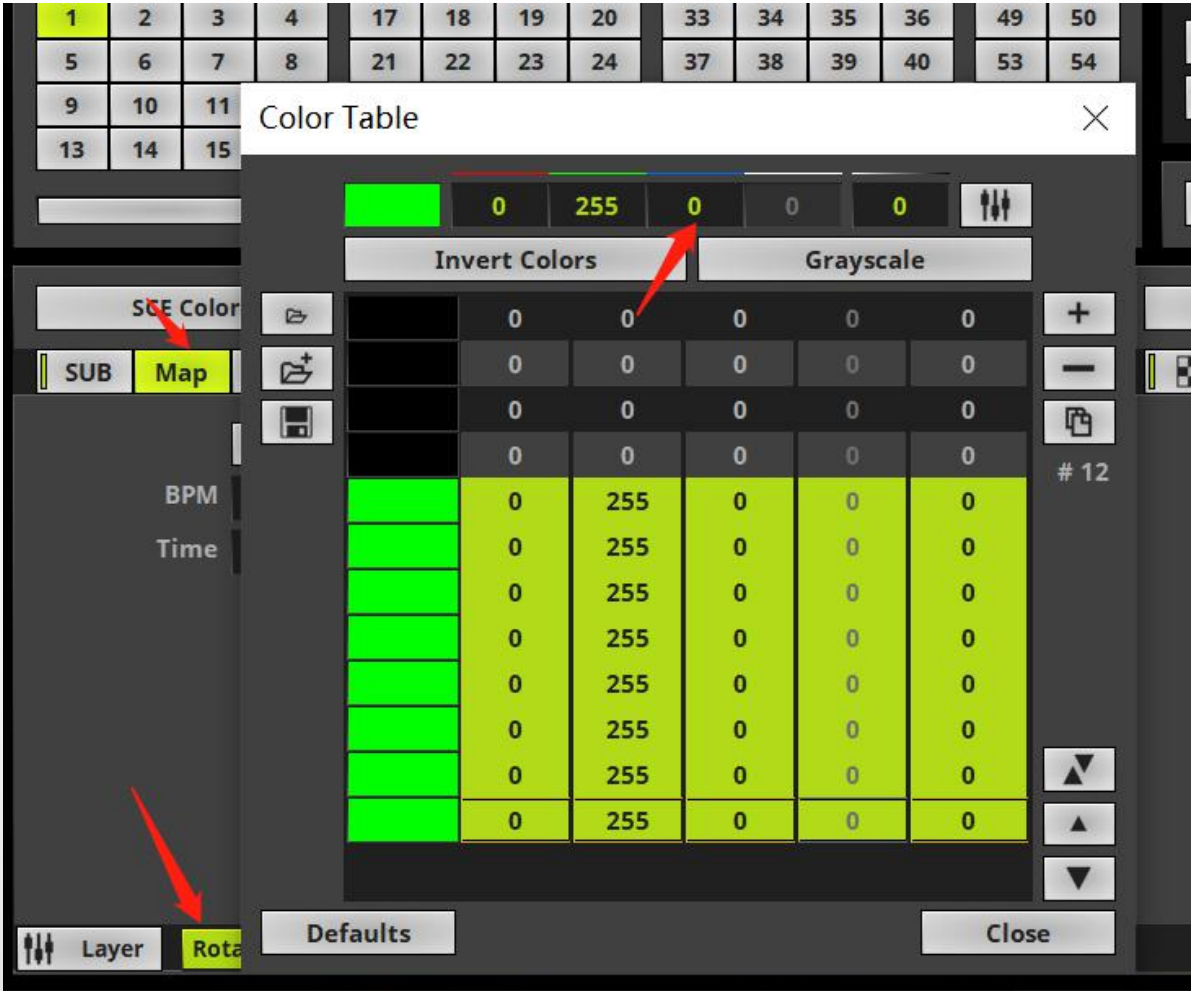 1 2 3 4 17 18 19 20 33 34 35 36 49 50
5 6 7 8 21 22 23 24 37 38 39 40 53 54
9 10 11
13 14 15
Color Table
0 255 0 0 0
Invert Colors Grayscale
SCE Color
SUB Map
0 0 0 0 0
0 0 0 0 0
0 0 0 0 0
0 0 0 0 0
# 12
BPM
Time
0 255 0 0 0
0 255 0 0 0
0 255 0 0 0
0 255 0 0 0
0 255 0 0 0
0 255 0 0 0
0 255 0 0 0
0 255 0 0 0
Defaults Close
Layer Rota